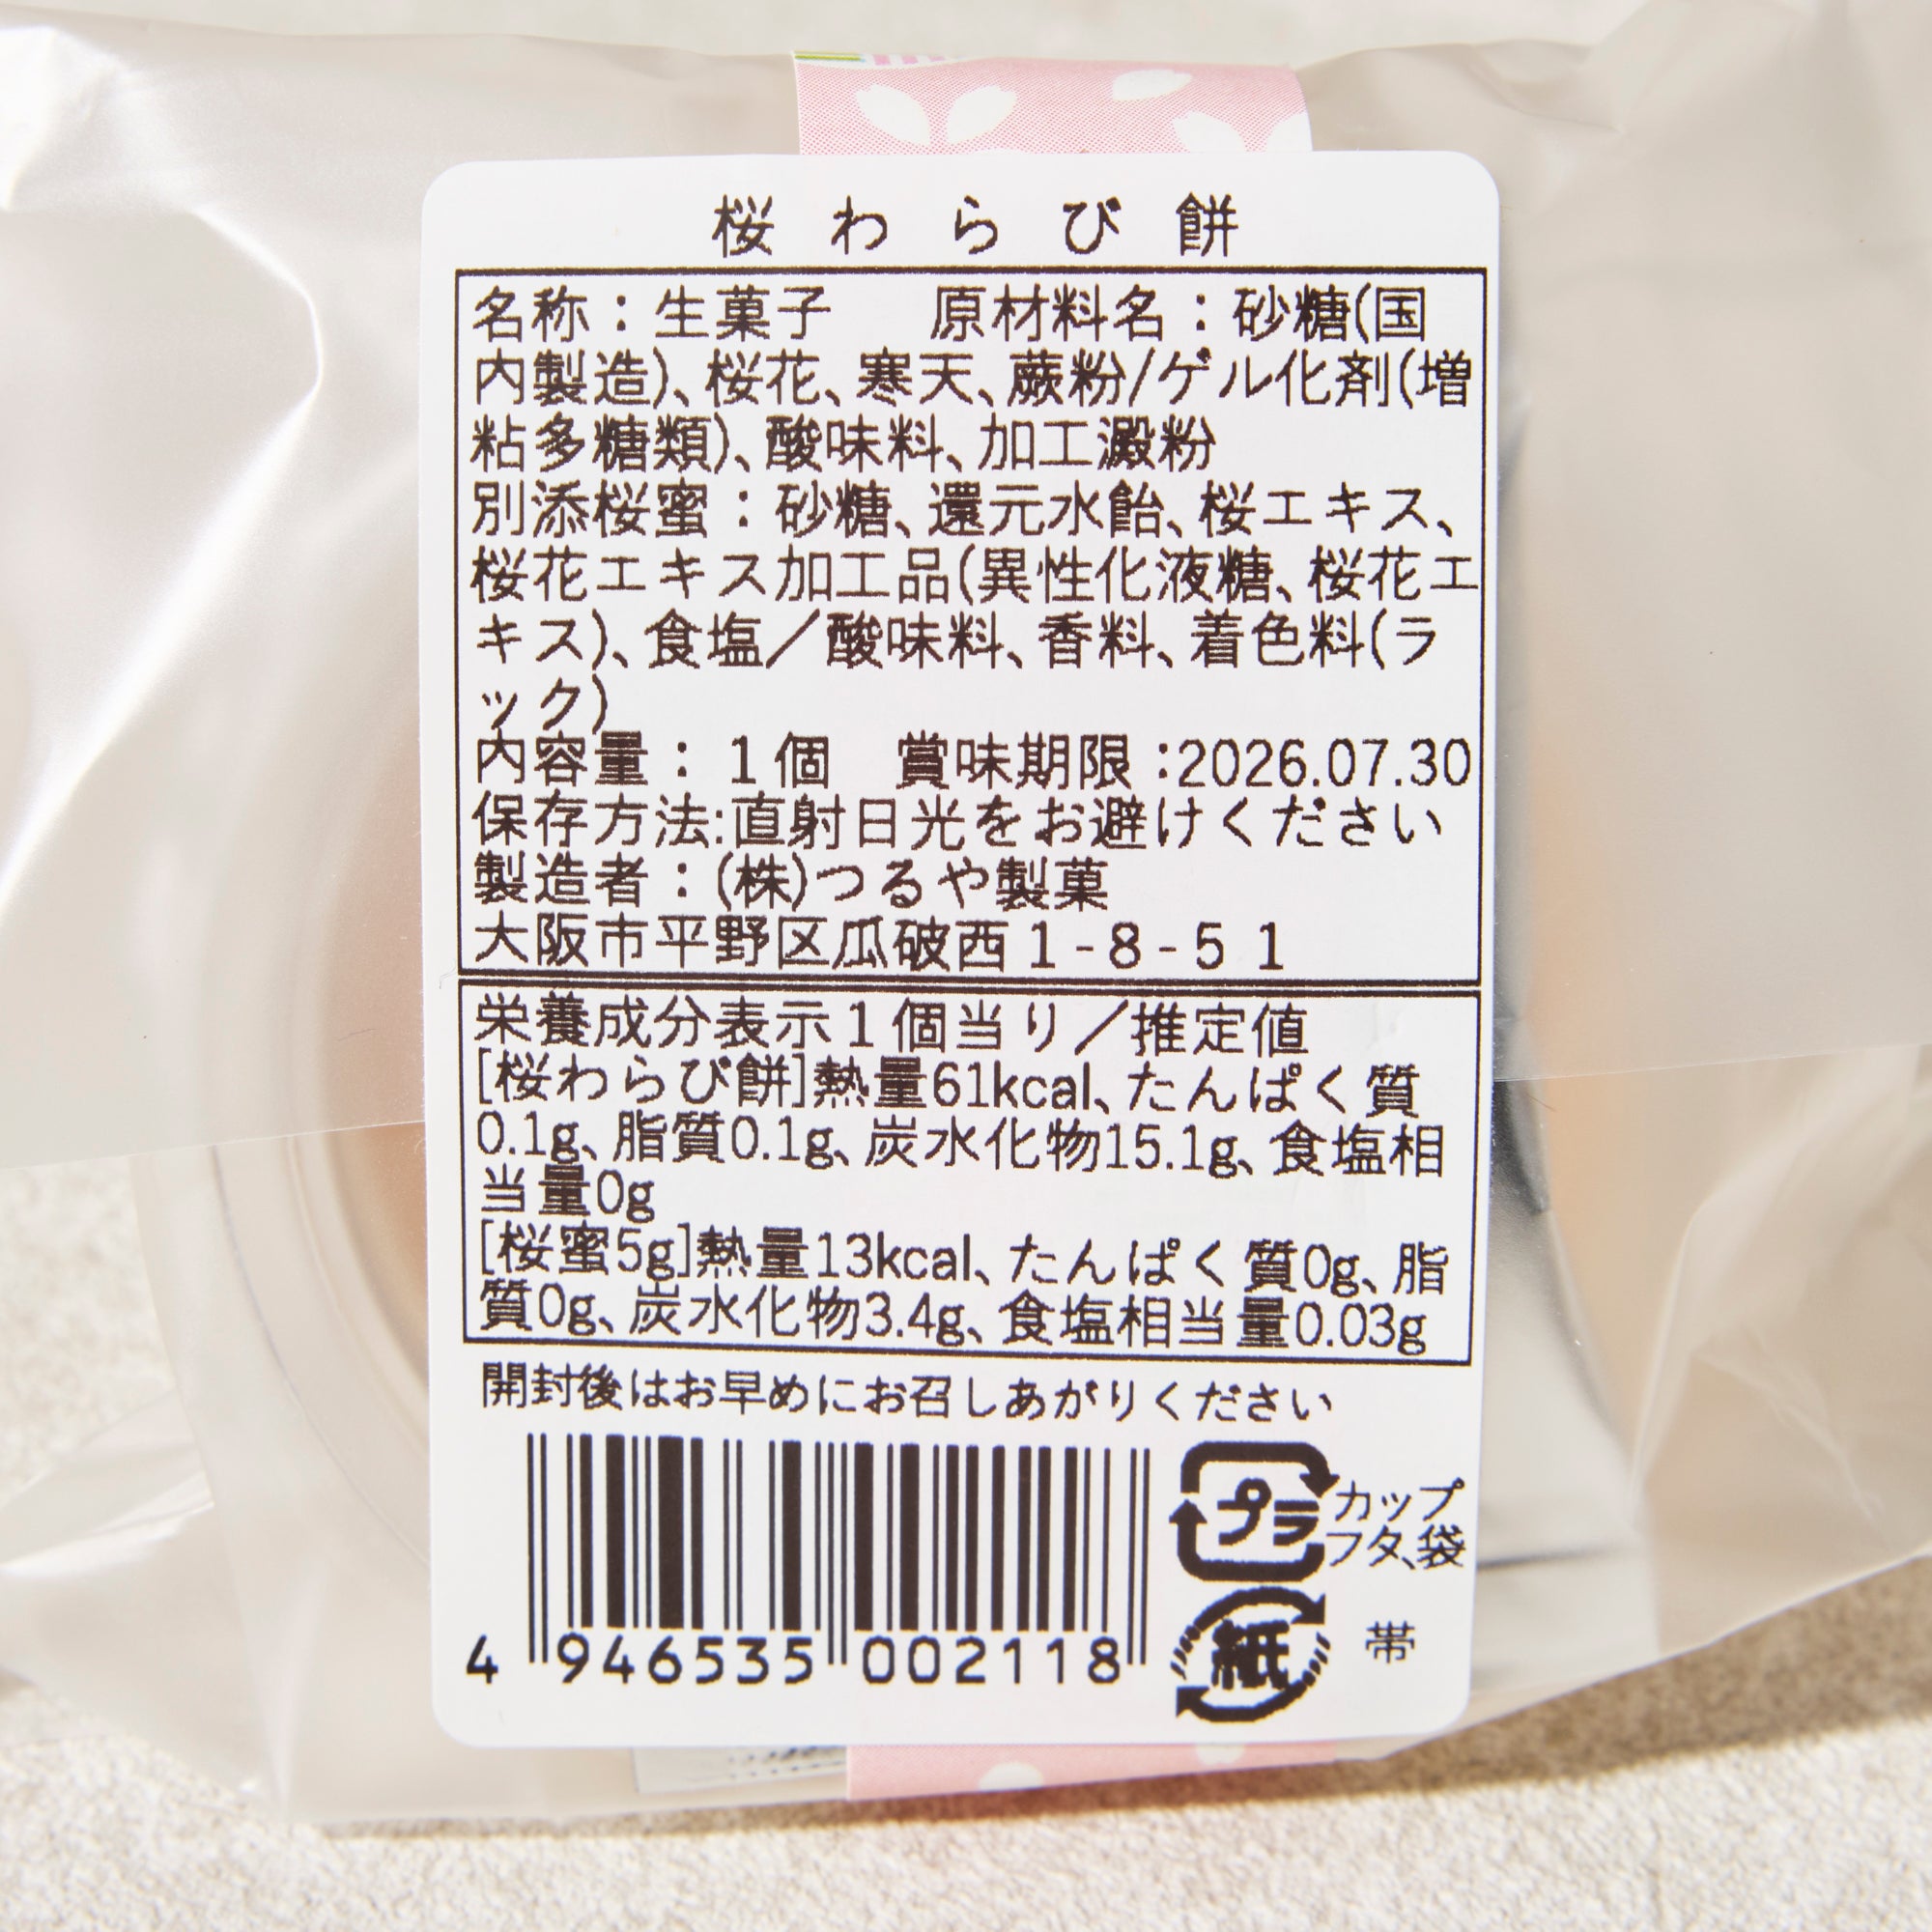 桜わらび餅
名称：生菓子　原材料名：砂糖(国
内製造)、桜花、寒天、蕨粉/ゲル化剤(増
粘多糖類)、酸味料、加工澱粉
別添桜蜜：砂糖、還元水飴、桜エキス、
桜花エキス加工品(異性化液糖、桜花エ
キス)、食塩／酸味料、香料、着色料(ラ
ック)
内容量：1個　賞味期限:2026.07.30
保存方法:直射日光をお避けください
製造者：(株)つるや製菓
大阪市平野区瓜破西1-8-51
栄養成分表示1個当り／推定値
[桜わらび餅]熱量61kcal、たんぱく質
0.1g、脂質0.1g、炭水化物15.1g、食塩相
当量0g
[桜蜜5g]熱量13kcal、たんぱく質0g、脂
質0g、炭水化物3.4g、食塩相当量0.03g
開封後はお早めにお召しあがりください
プラ カップ
フタ、袋
紙 帯
4 946535 002118